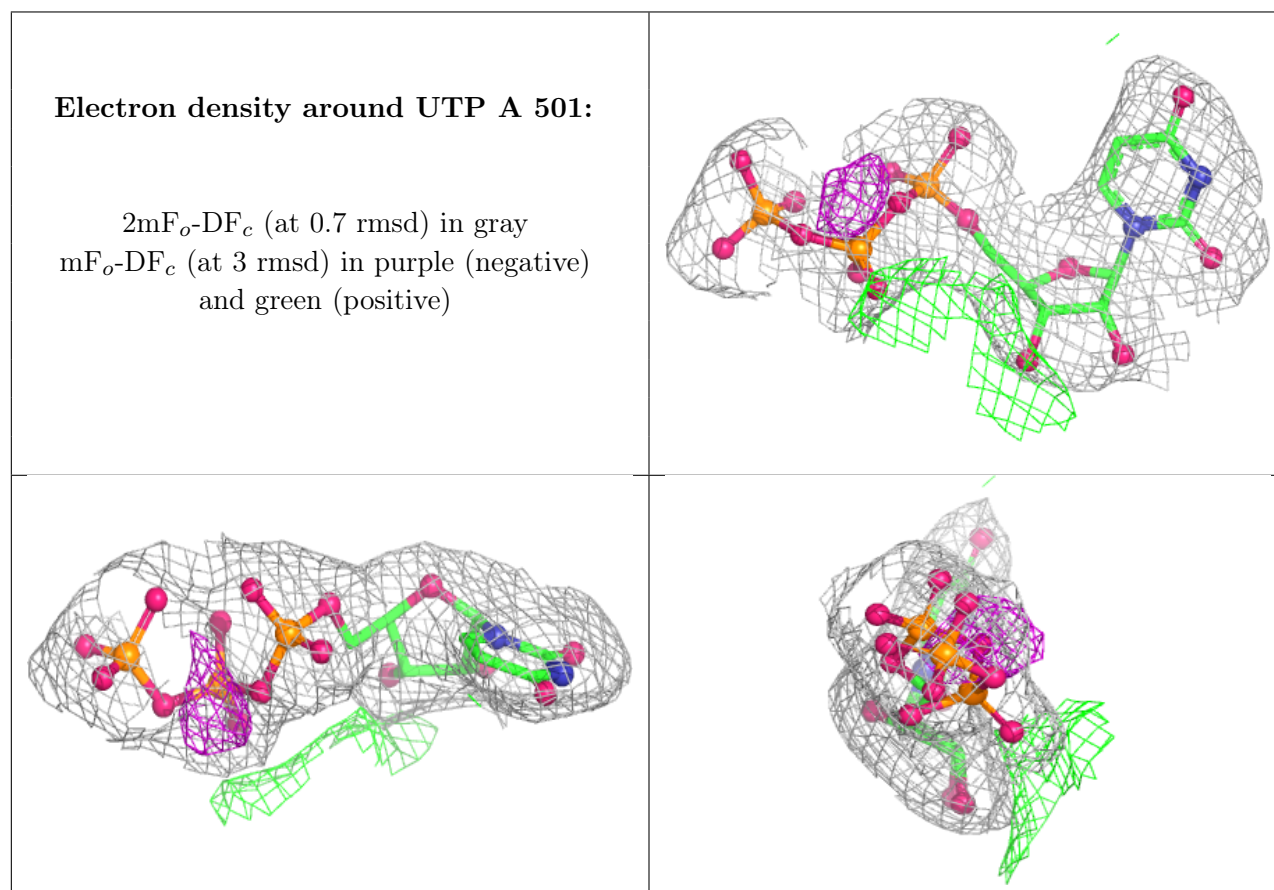 Electron density around UTP A 501:
2mFo-DFc (at 0.7 rmsd) in gray
mFo-DFc (at 3 rmsd) in purple (negative)
and green (positive)